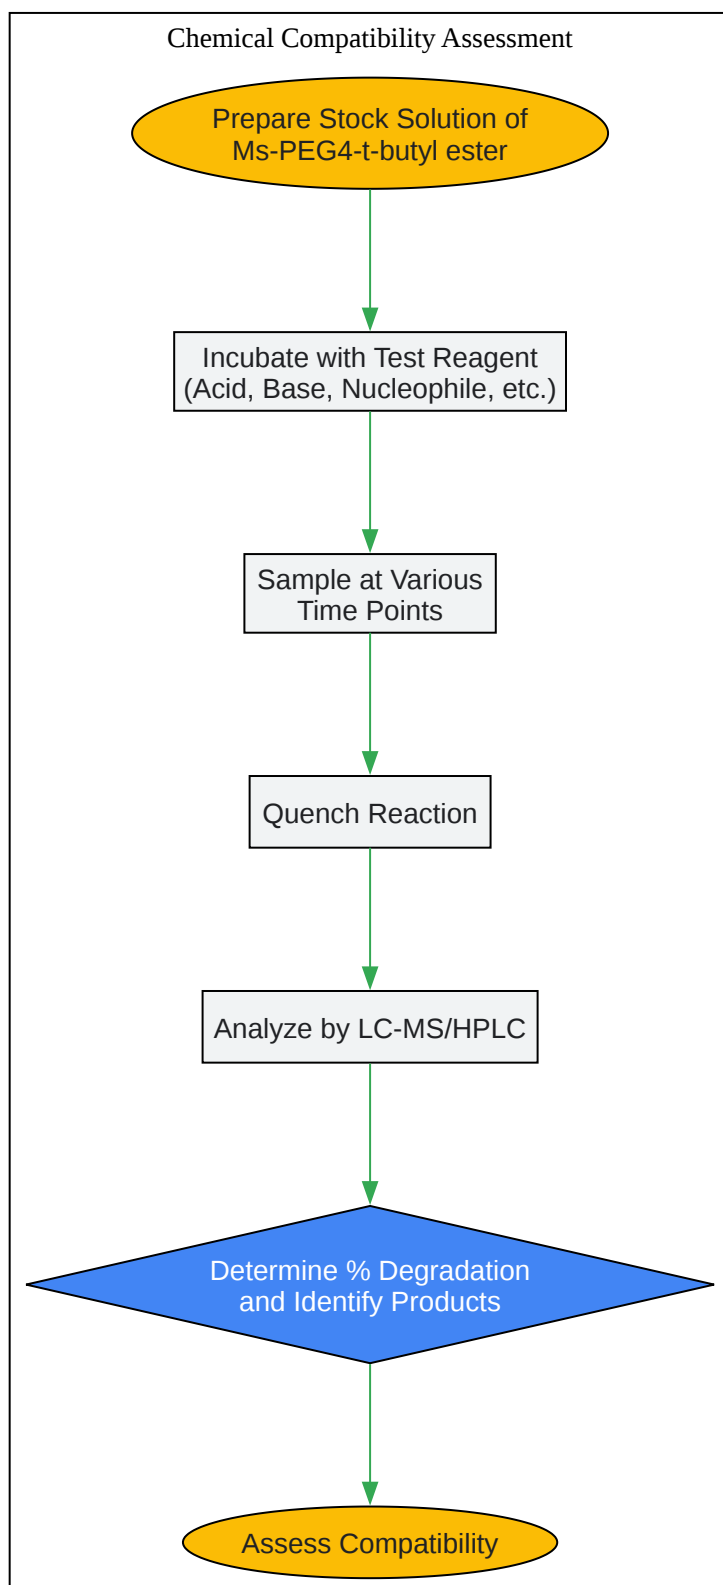 Chemical Compatibility Assessment
Prepare Stock Solution of
Ms-PEG4-t-butyl ester
Incubate with Test Reagent
(Acid, Base, Nucleophile, etc.)
Sample at Various
Time Points
Quench Reaction
Analyze by LC-MS/HPLC
Determine % Degradation
and Identify Products
Assess Compatibility